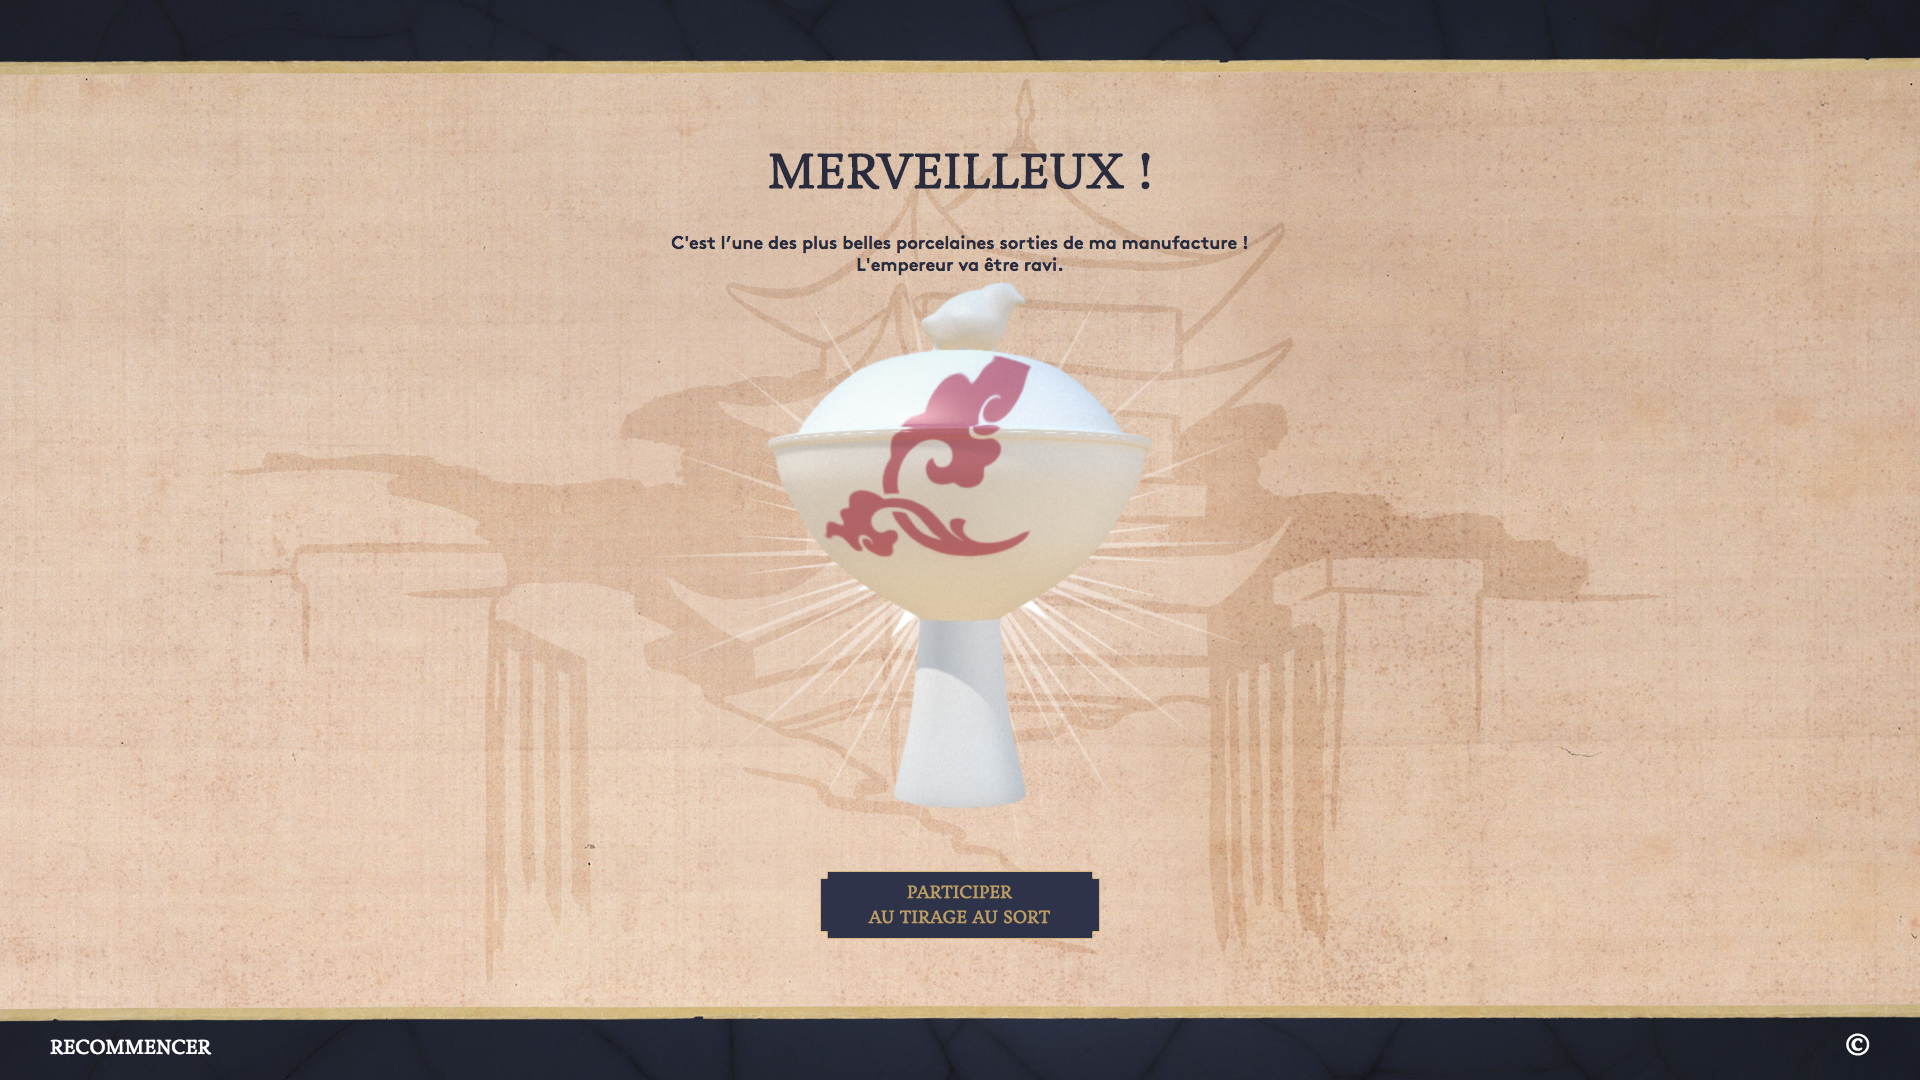 MERVEILLEUX !
C'est l’une des plus belles porcelaines sorties de ma manufacture !
L'empereur va être ravi.
PARTICIPER
AU TIRAGE AU SORT
RECOMMENCER
©